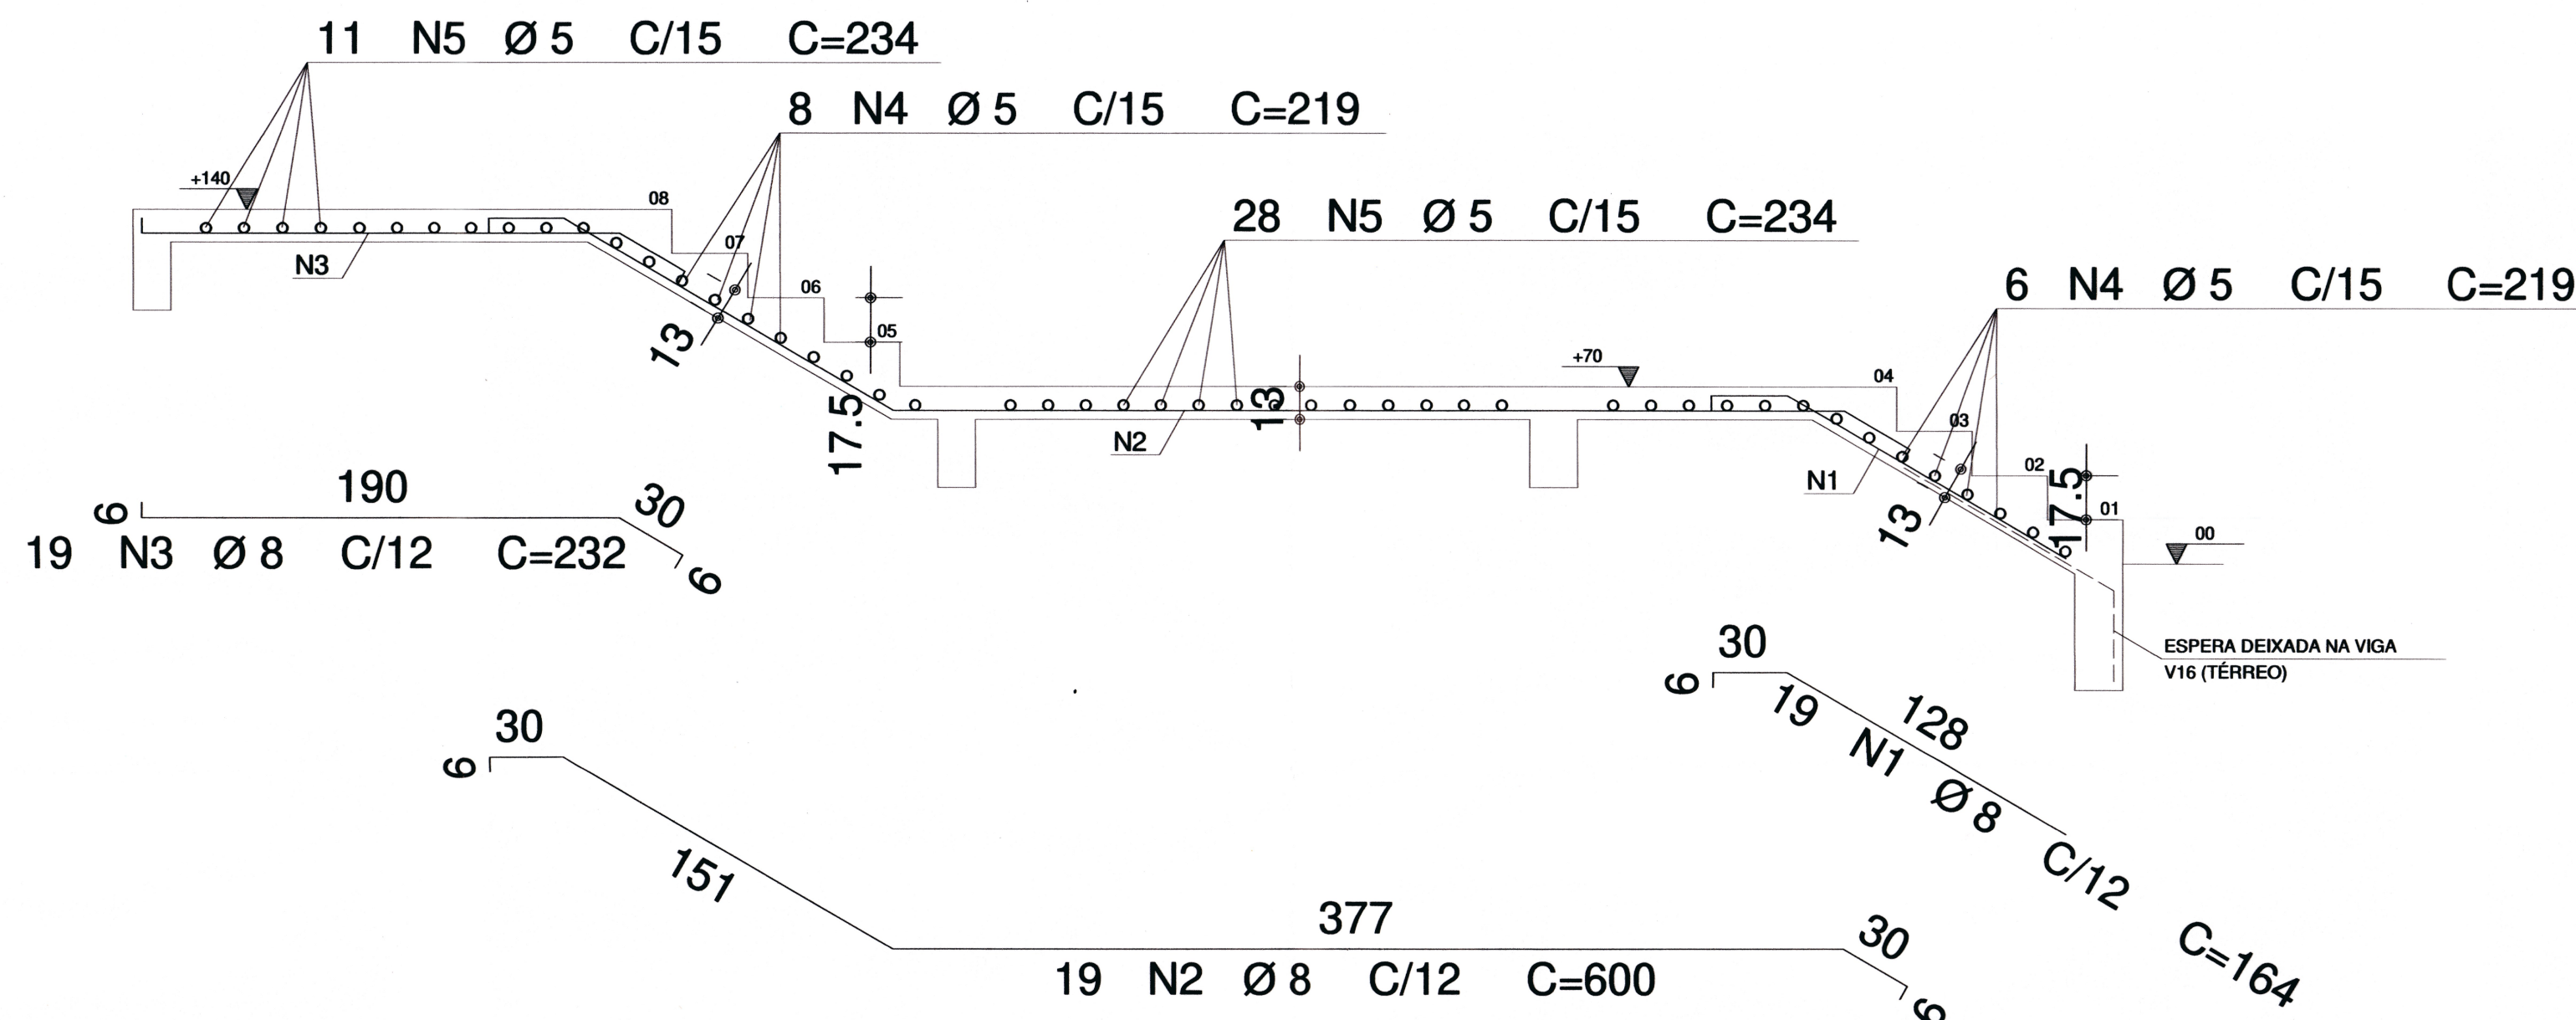 11 N5 Ø 5 C/15 C=234
8 N4 Ø 5 C/15 C=219
+140
08
28 N5 Ø 5 C/15 C=234
07
N3
06
6 N4 Ø 5 C/15 C=219
05
13
+70
04
13
17.5
N2
03
N1
02
17.5
01
13
00
190
6
30
19 N3 Ø 8 C/12 C=232
6
ESPERA DEIXADA NA VIGA
V16 (TÉRREO)
30
6
128
19 N1 Ø 8 C/12 C=164
30
6
151
377
30
19 N2 Ø 8 C/12 C=600
6